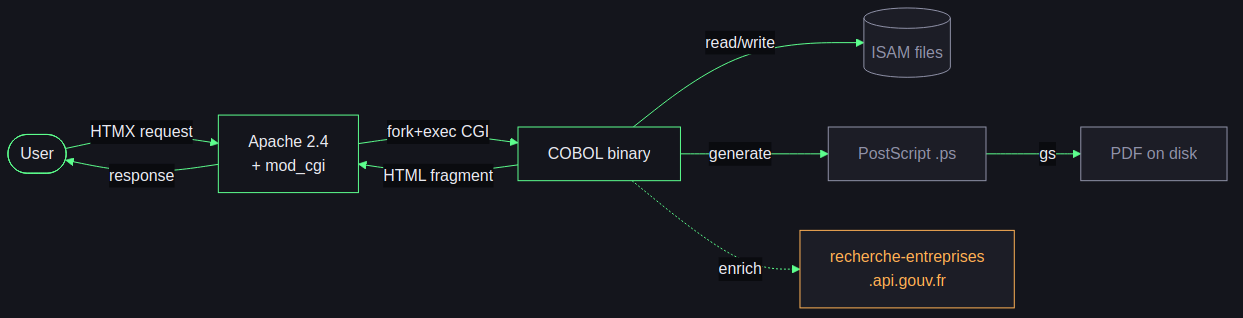 User
HTMX request
response
Apache 2.4
+ mod_cgi
fork+exec CGI
HTML fragment
COBOL binary
read/write
ISAM files
generate
PostScript .ps
gs
PDF on disk
enrich
recherche-entreprises
.api.gouv.fr